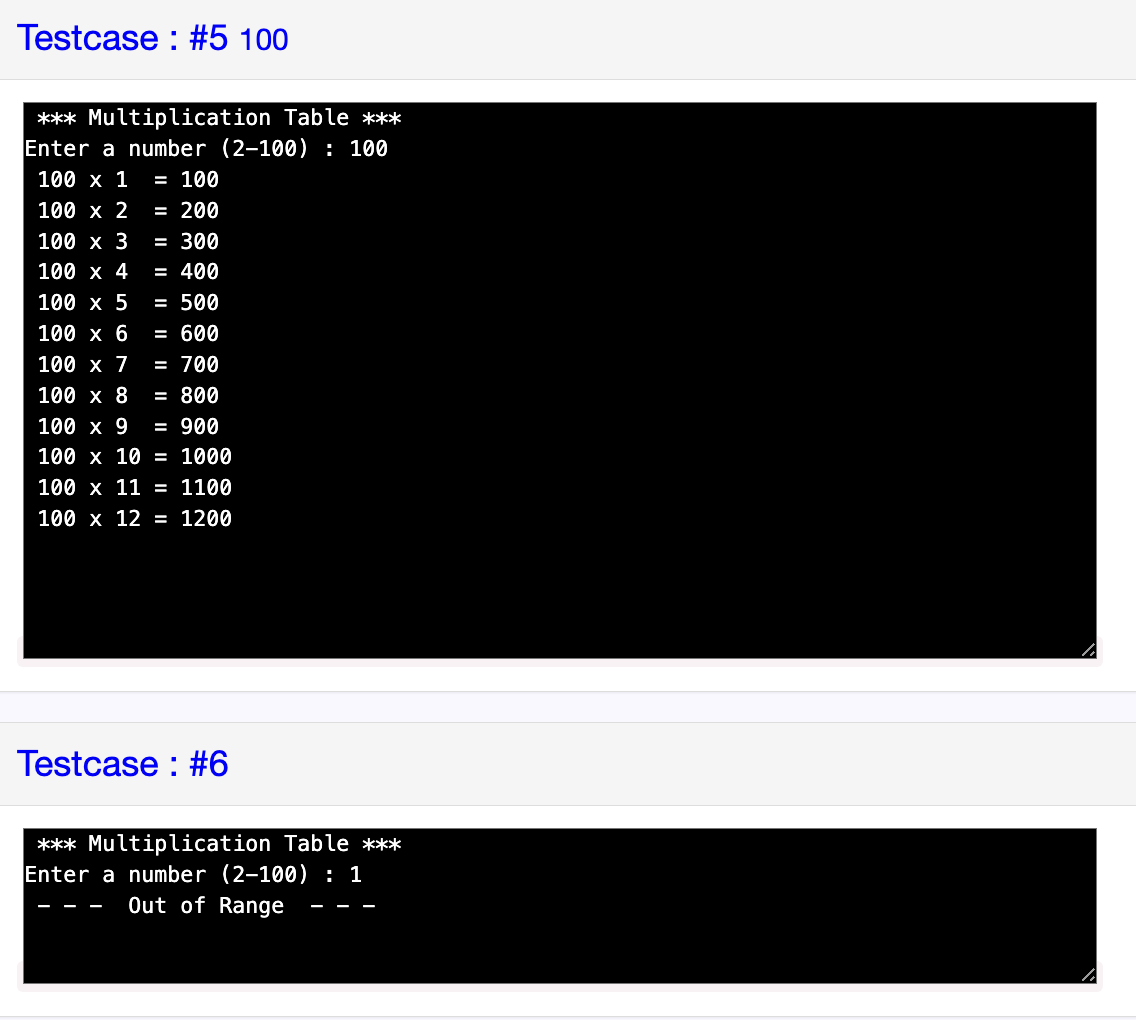 Testcase : #5 100
 *** Multiplication Table ***
Enter a number (2-100) : 100
 100 x 1  = 100
 100 x 2  = 200
 100 x 3  = 300
 100 x 4  = 400
 100 x 5  = 500
 100 x 6  = 600
 100 x 7  = 700
 100 x 8  = 800
 100 x 9  = 900
 100 x 10 = 1000
 100 x 11 = 1100
 100 x 12 = 1200
Testcase : #6
 *** Multiplication Table ***
Enter a number (2-100) : 1
 - - -  Out of Range  - - -